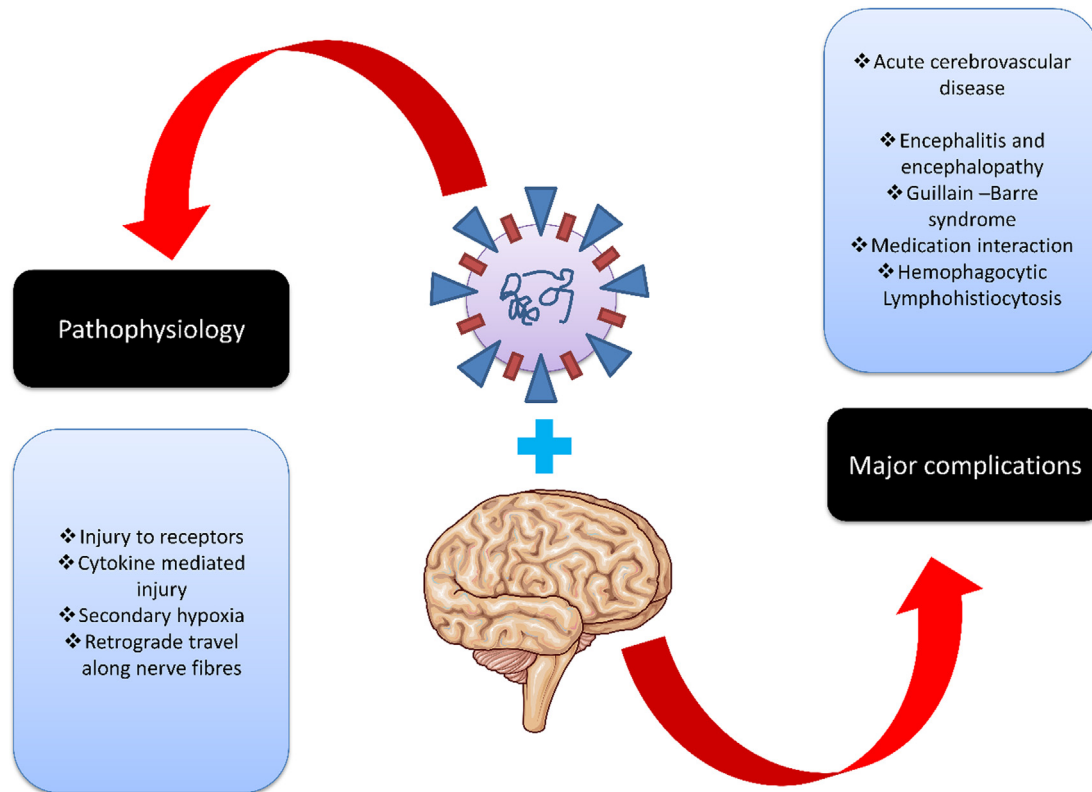 Pathophysiology
❖Injury to receptors
❖Cytokine mediated
injury
❖Secondary hypoxia
❖Retrograde travel
along nerve fibres
❖Acute cerebrovascular
disease
❖Encephalitis and
encephalopathy
❖Guillain –Barre
syndrome
❖Medication interaction
❖Hemophagocytic
Lymphohistiocytosis
Major complications